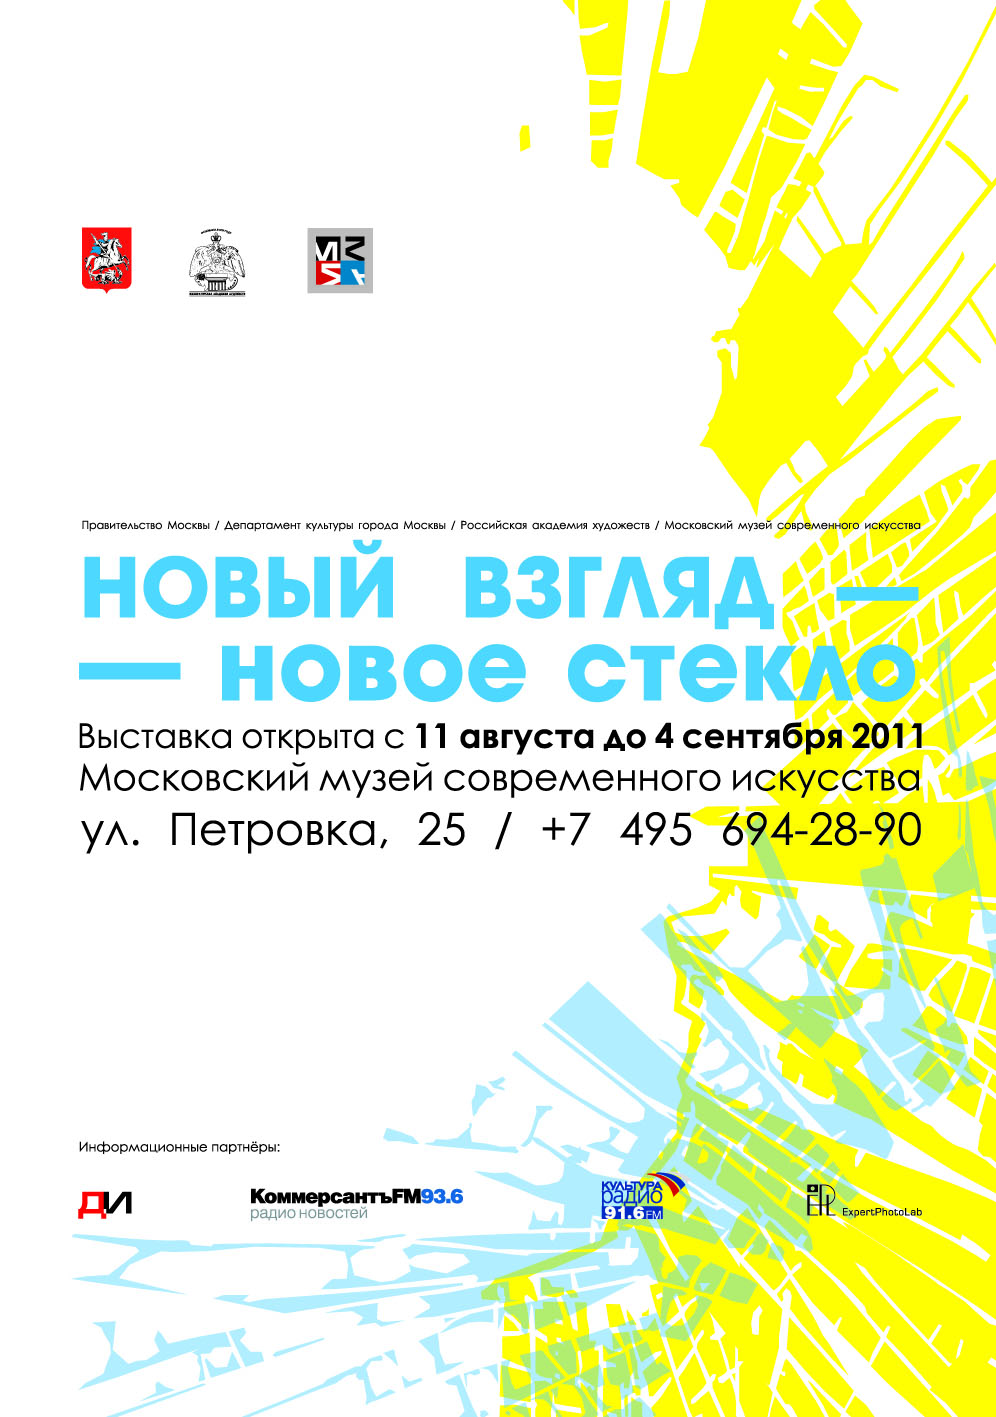 Правительство Москвы / Департамент культуры города Москвы / Российская академия художеств / Московский музей современного искусства
НОВЫЙ ВЗГЛЯД —
— новое стекло
Выставка открыта с 11 августа до 4 сентября 2011
Московский музей современного искусства
ул. Петровка, 25 / +7 495 694-28-90
Информационные партнёры:
ДИ
КоммерсантъFM93.6
радио новостей
КУЛЬТУРА
РАДИО
91.6FM
EPL ExpertPhotoLab